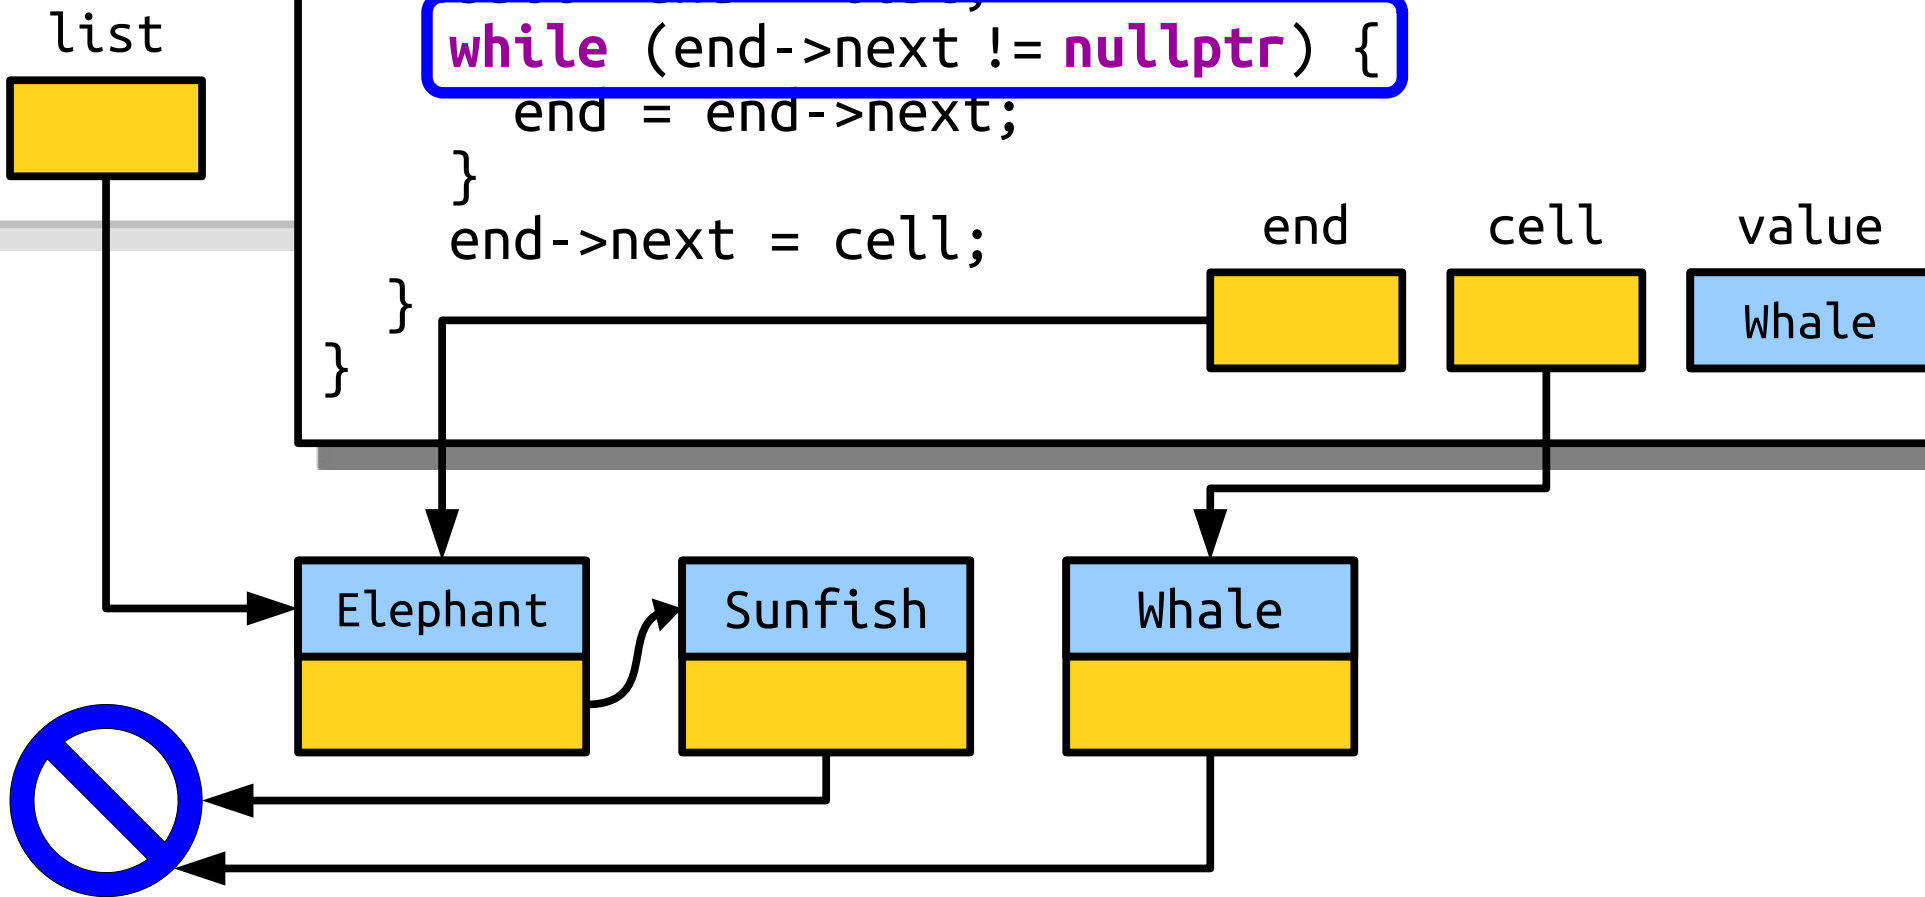 list
while (end->next != nullptr) {
end = end->next;
}
end->next = cell;
}
}
end
cell
value
Whale
Elephant
Sunfish
Whale